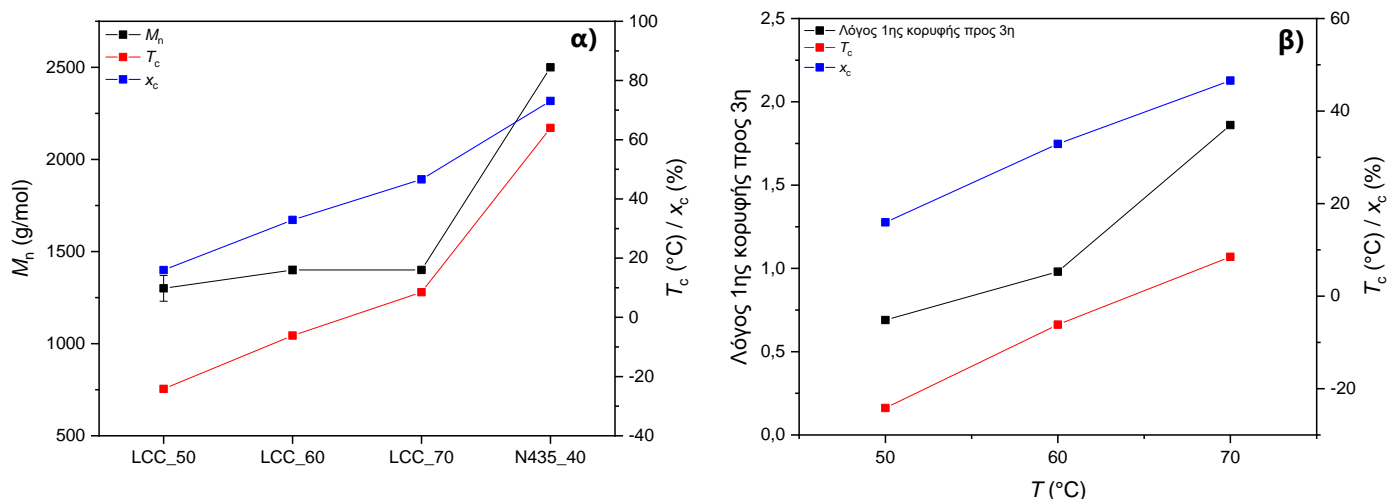 α)
Mn
Tc
xc
Mn (g/mol)
2500
2000
1500
1000
500
100
80
60
40
20
0
-20
-40
Tc (°C) / xc (%)
LCC_50 LCC_60 LCC_70 N435_40
β)
Λόγος 1ης κορυφής προς 3η
Tc
xc
Λόγος 1ης κορυφής προς 3η
2,5
2,0
1,5
1,0
0,5
0,0
60
40
20
0
-20
Tc (°C) / xc (%)
50 60 70
T (°C)